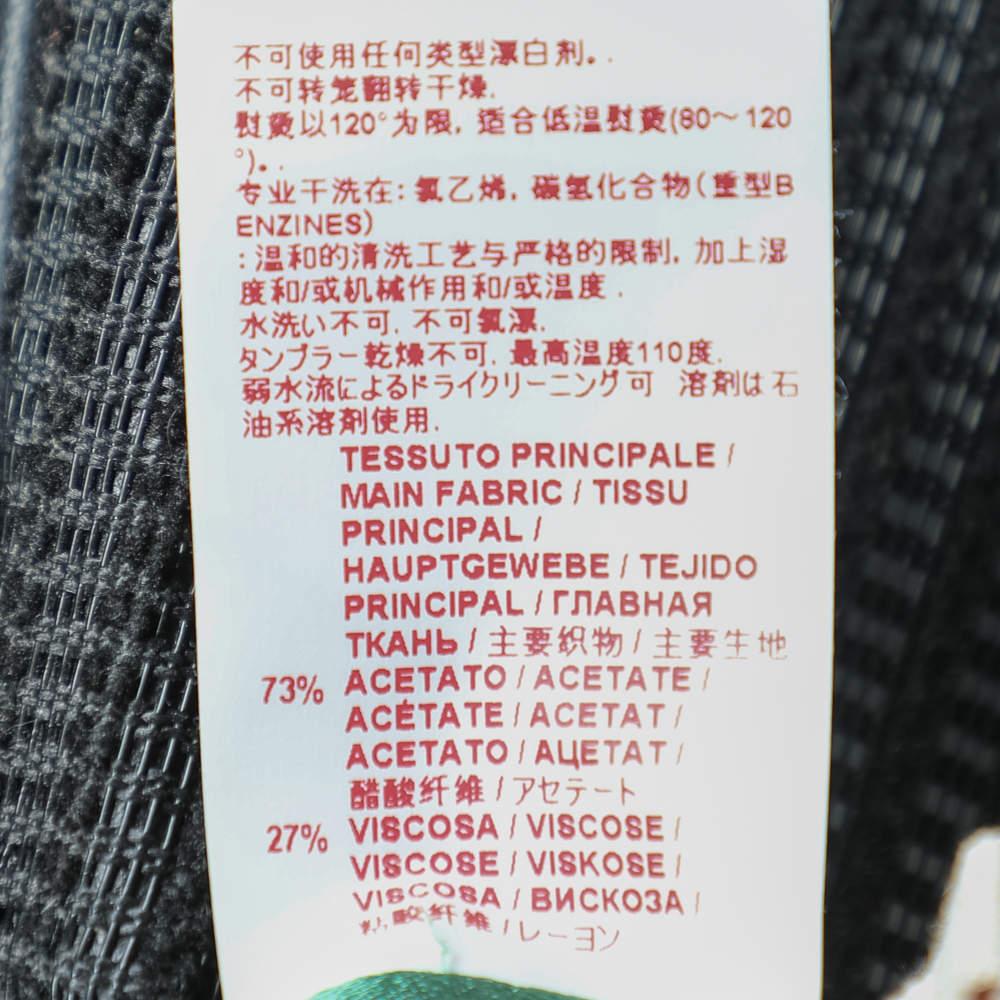 不可使用任何类型漂白剂。.
不可转笼翻转干燥.
熨烫以120°为限, 适合低温熨烫(80～120
°)。.
专业干洗在: 氯乙烯, 碳氢化合物(重型B
ENZINES)
:温和的清洗工艺与严格的限制, 加上湿
度和/或机械作用和/或温度 .
水洗い不可. 不可氯漂.
タンブラー乾燥不可. 最高温度110度.
弱水流によるドライクリーニング可 溶剤は石
油系溶剤使用.
TESSUTO PRINCIPALE /
MAIN FABRIC / TISSU
PRINCIPAL /
HAUPTGEWEBE / TEJIDO
PRINCIPAL / ГЛАВНАЯ
ТКАНЬ / 主要织物 / 主要生地
73% ACETATO / ACETATE /
ACÉTATE / ACETAT /
ACETATO / АЦЕТАТ /
醋酸纤维 / アセテート
27% VISCOSA / VISCOSE /
VISCOSE / VISKOSE /
VISCOSA / ВИСКОЗА /
粘胶纤维 / レーヨン